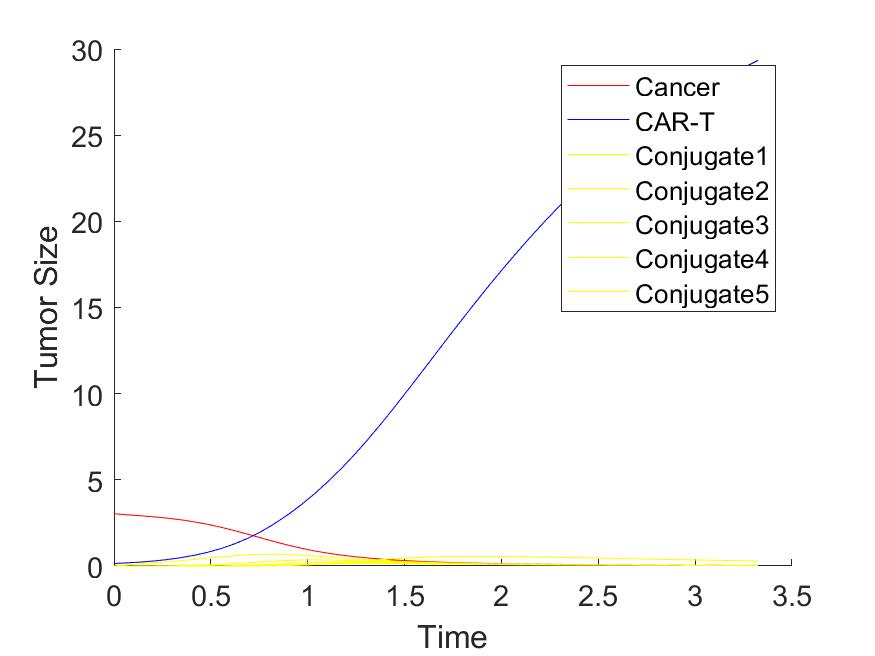 30
25
20
15
10
5
0
Tumor Size
Cancer
CAR-T
Conjugate1
Conjugate2
Conjugate3
Conjugate4
Conjugate5
0 0.5 1 1.5 2 2.5 3 3.5
Time